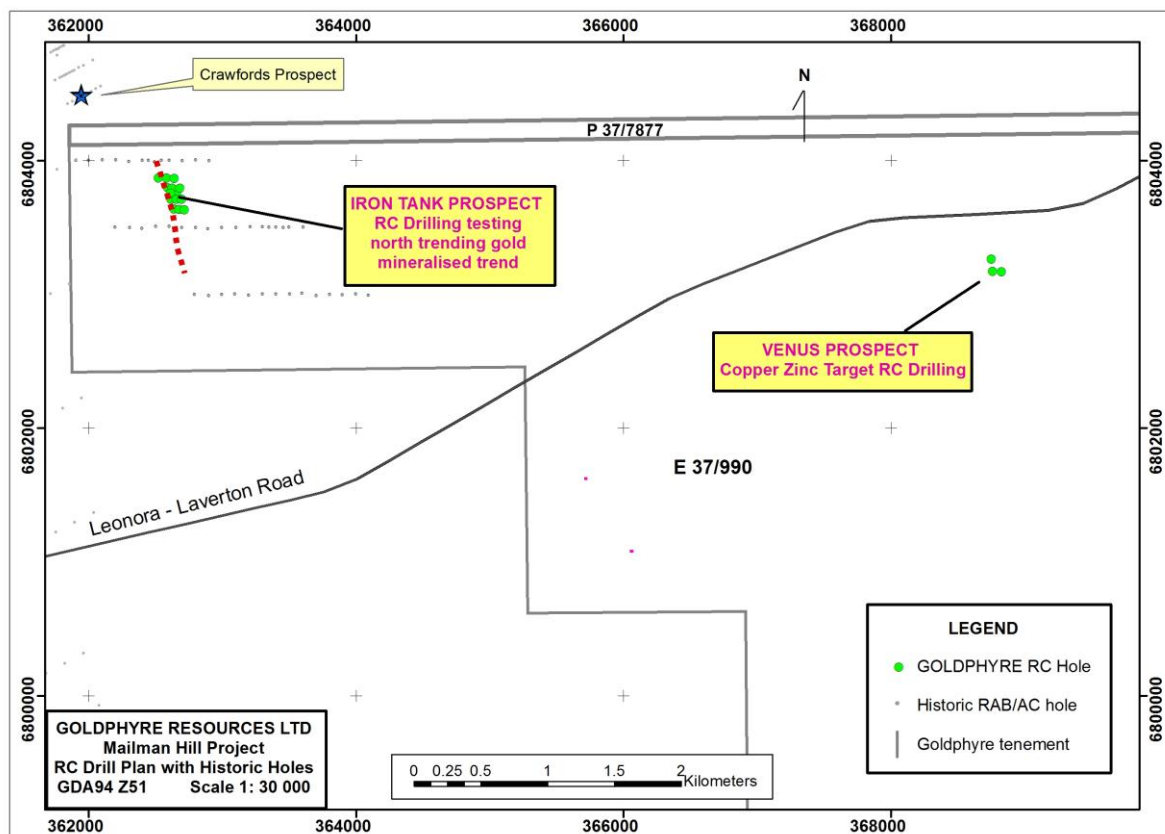 362000 364000 366000 368000
Crawfords Prospect
N
P 37/7877
6804000 6804000
IRON TANK PROSPECT
RC Drilling testing
north trending gold
mineralised trend
VENUS PROSPECT
Copper Zinc Target RC Drilling
6802000 6802000
E 37/990
Leonora - Laverton Road
LEGEND
GOLDPHYRE RC Hole
Historic RAB/AC hole
Goldphyre tenement
6800000 6800000
GOLDPHYRE RESOURCES LTD
Mailman Hill Project
RC Drill Plan with Historic Holes
GDA94 Z51 Scale 1: 30 000
0 0.25 0.5 1 1.5 2
Kilometers
362000 364000 366000 368000